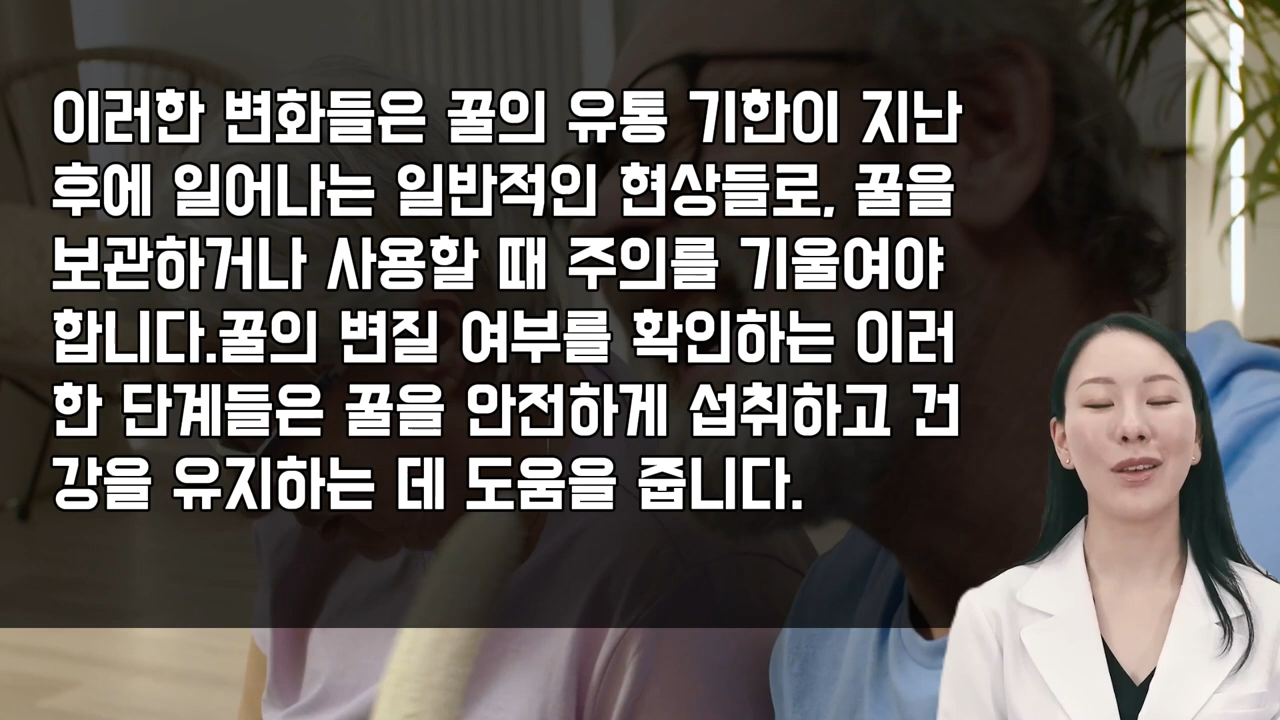 이러한 변화들은 꿀의 유통 기한이 지난
후에 일어나는 일반적인 현상들로, 꿀을
보관하거나 사용할 때 주의를 기울여야
합니다.꿀의 변질 여부를 확인하는 이러
한 단계들은 꿀을 안전하게 섭취하고 건
강을 유지하는 데 도움을 줍니다.